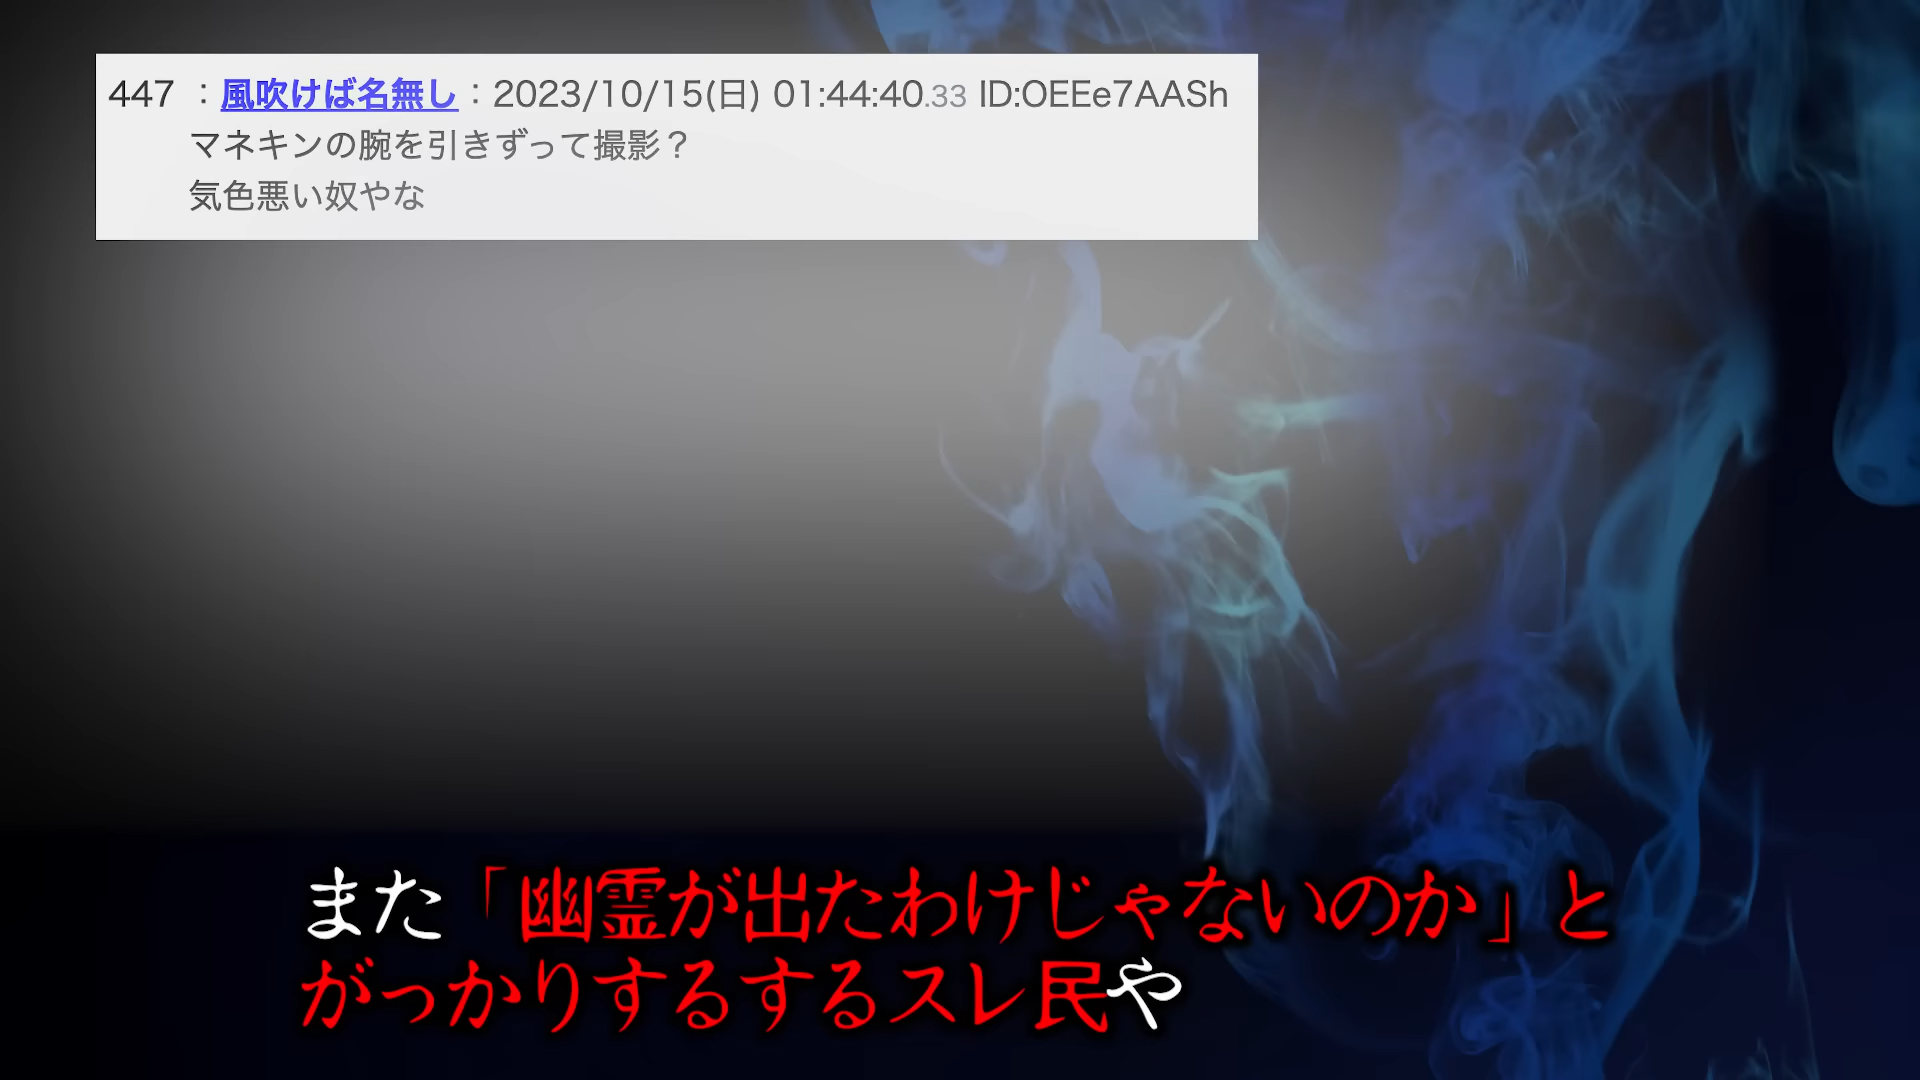 447 ：風吹けば名無し：2023/10/15(日) 01:44:40.33 ID:OEEe7AASh
マネキンの腕を引きずって撮影？
気色悪い奴やな
また「幽霊が出たわけじゃないのか」と
がっかりするするスレ民や